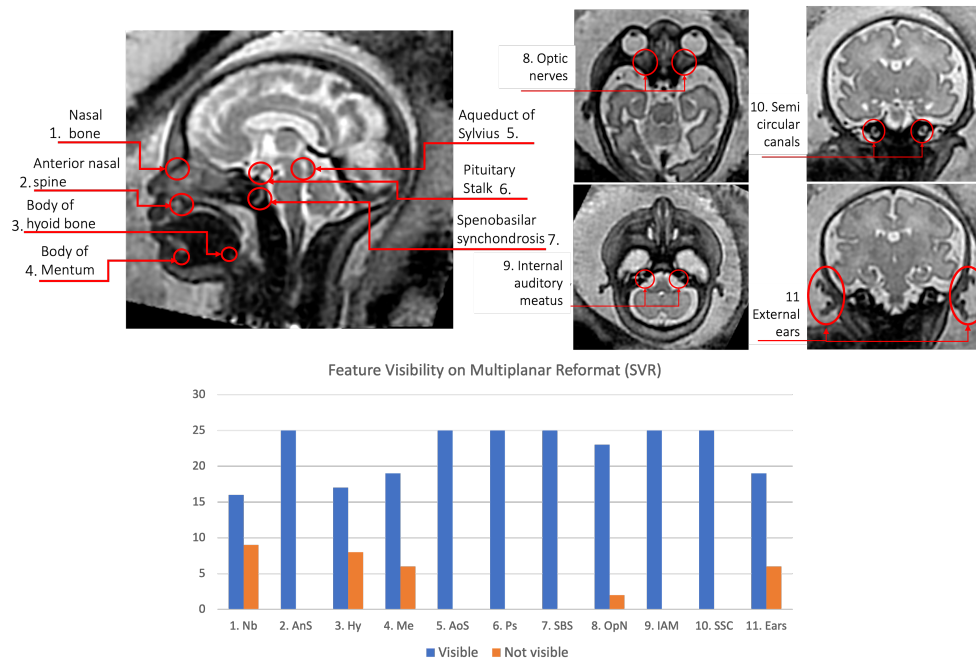 Nasal
1. bone
Anterior nasal
2. spine
Body of
3. hyoid bone
Body of
4. Mentum
Aqueduct of
Sylvius 5.
Pituitary
Stalk 6.
Spenobasilar
synchondrosis 7.
8. Optic
nerves
9. Internal
auditory
meatus
10. Semi
circular
canals
11
External
ears
Feature Visibility on Multiplanar Reformat (SVR)
30
25
20
15
10
5
0
1. Nb 2. AnS 3. Hy 4. Me 5. AoS 6. Ps 7. SBS 8. OpN 9. IAM 10. SSC 11. Ears
Visible Not visible